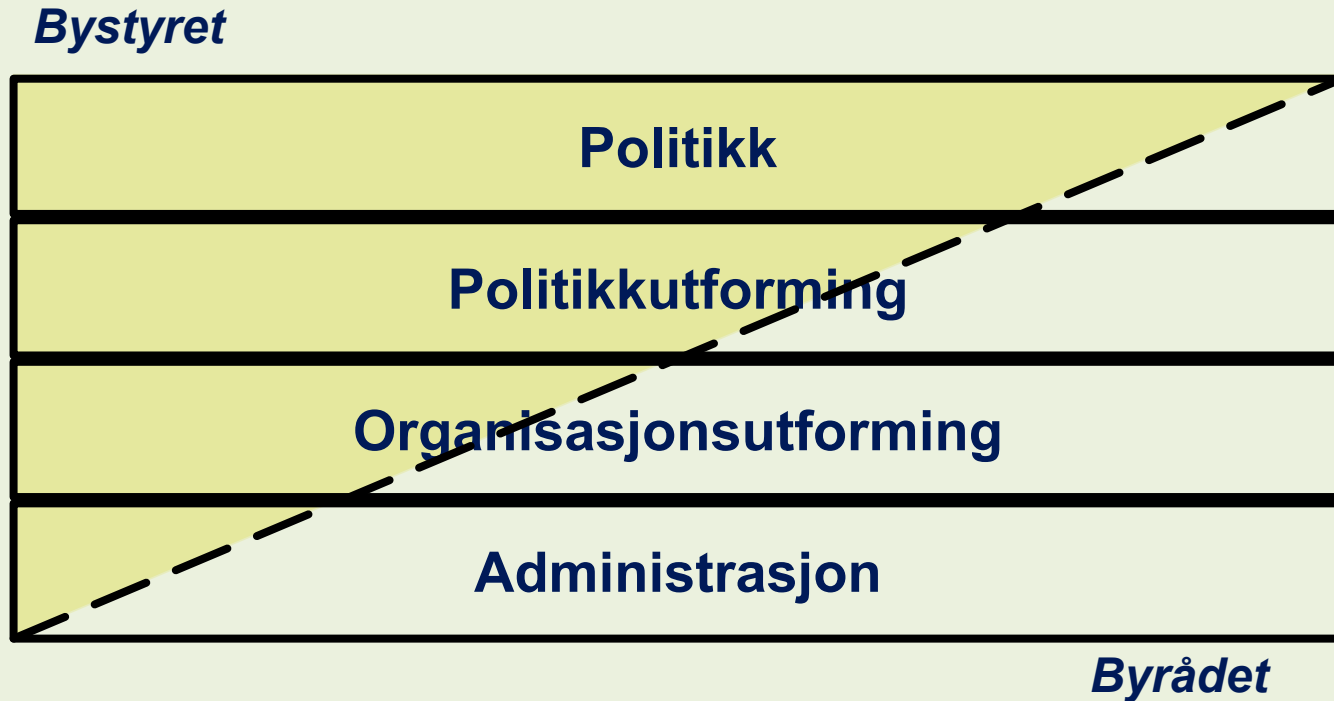 Bystyret
Politikk
Politikkutforming
Organisasjonsutforming
Administrasjon
Byrådet